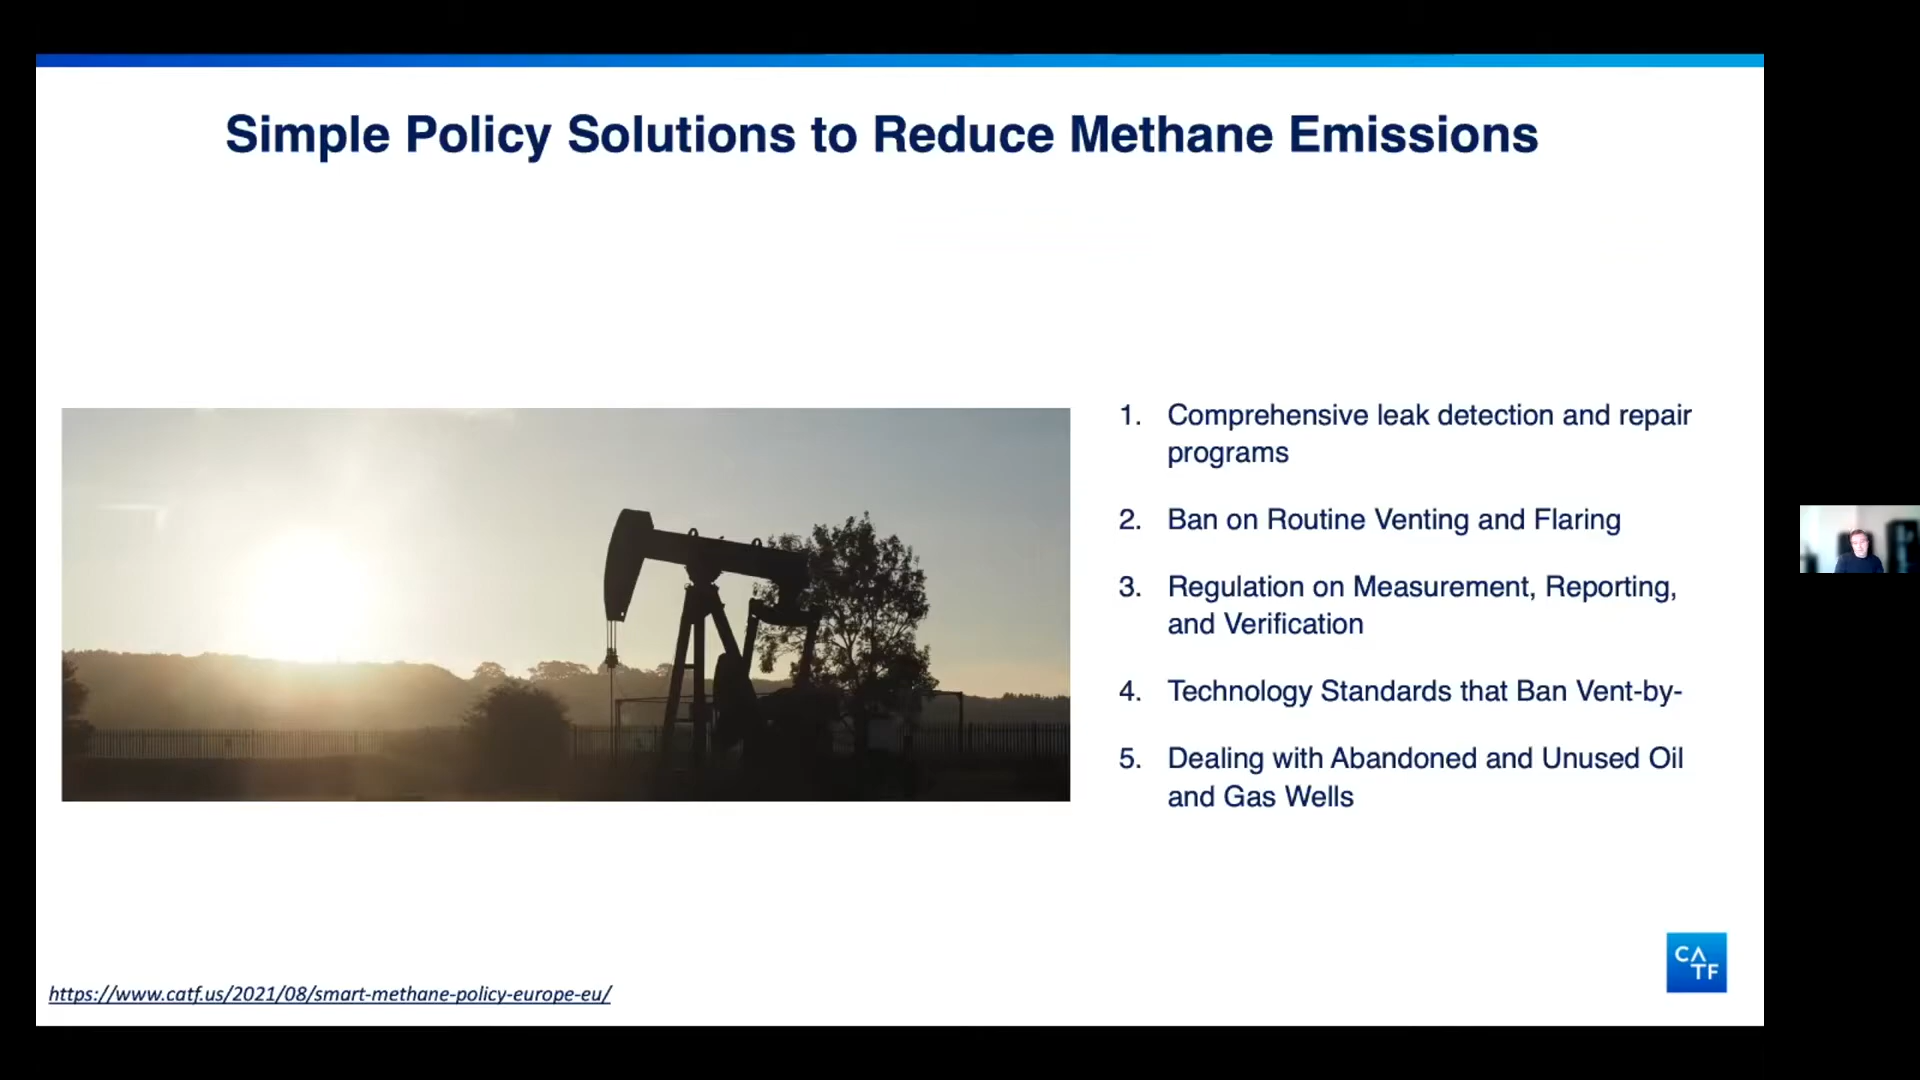 Simple Policy Solutions to Reduce Methane Emissions
1. Comprehensive leak detection and repair
programs
2. Ban on Routine Venting and Flaring
3. Regulation on Measurement, Reporting,
and Verification
4. Technology Standards that Ban Vent-by-
5. Dealing with Abandoned and Unused Oil
and Gas Wells
CATF
https://www.catf.us/2021/08/smart-methane-policy-europe-eu/